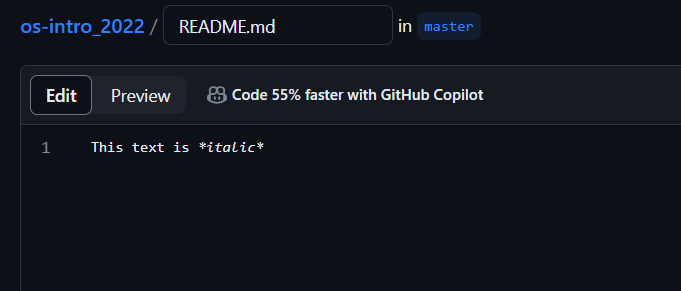 os-intro_2022 / README.md in master
Edit Preview Code 55% faster with GitHub Copilot
1 This text is *italic*